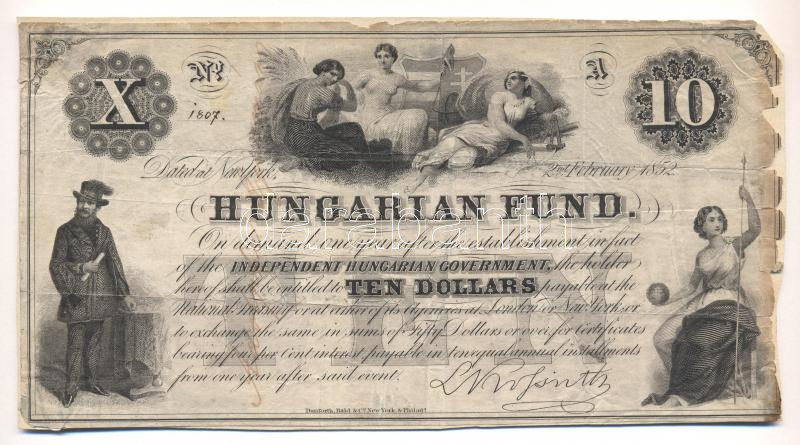 X
No
1807.
A
10
Dated at New York, 2nd February 1852
HUNGARIAN FUND.
On demand, one year after the establishment in fact
of the INDEPENDENT HUNGARIAN GOVERNMENT, the holder
hereof shall be entitled to TEN DOLLARS payable at the
National Treasury or at either of its Agencies at London or New York, or
to exchange the same in sums of Fifty Dollars or over, for Certificates
bearing four per Cent interest payable in ten equal annual installments
from one year after said event.
Danforth, Bald & Co. New York & Philada.